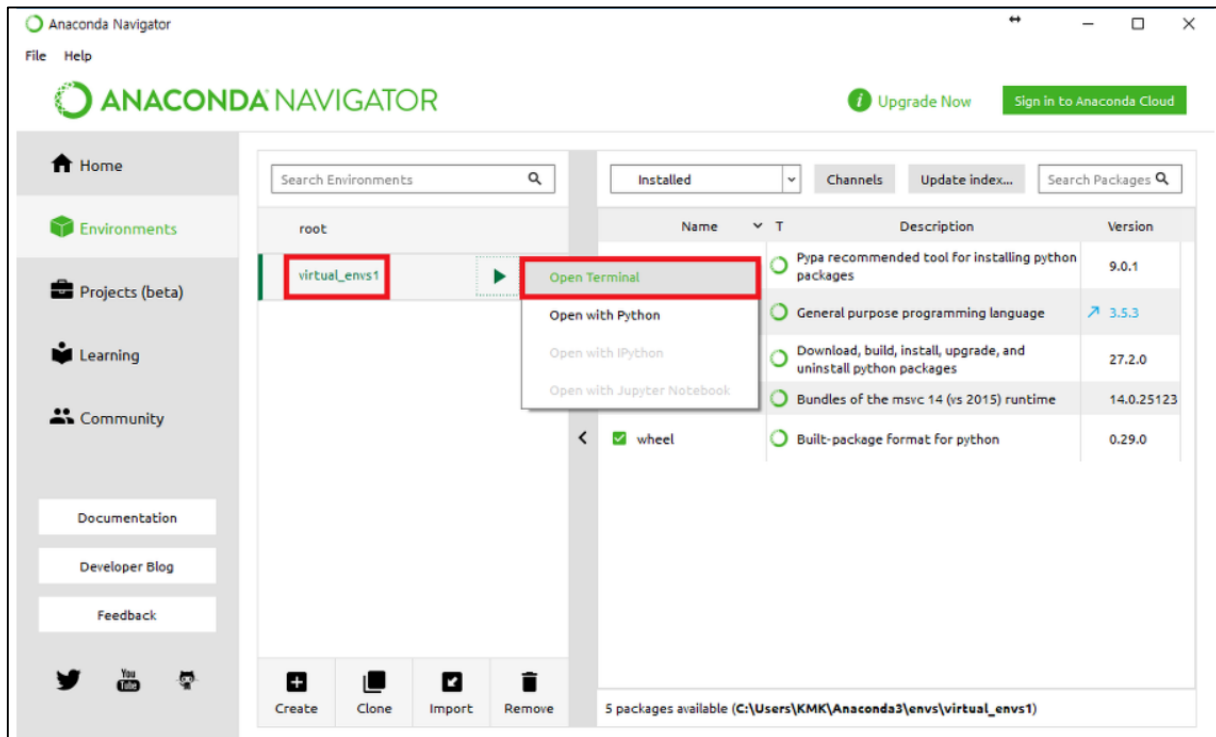 Anaconda Navigator
File Help
ANACONDA NAVIGATOR
i Upgrade Now
Sign in to Anaconda Cloud
Home
Environments
Projects (beta)
Learning
Community
Documentation
Developer Blog
Feedback
You
Tube
Search Environments
root
virtual_envs1
Open Terminal
Open with Python
Open with IPython
Open with Jupyter Notebook
Create Clone Import Remove
Installed Channels Update index... Search Packages
Name T Description Version
Pypa recommended tool for installing python
packages
9.0.1
General purpose programming language 3.5.3
Download, build, install, upgrade, and
uninstall python packages
27.2.0
Bundles of the msvc 14 (vs 2015) runtime 14.0.25123
wheel Built-package format for python 0.29.0
5 packages available (C:\Users\KMK\Anaconda3\envs\virtual_envs1)